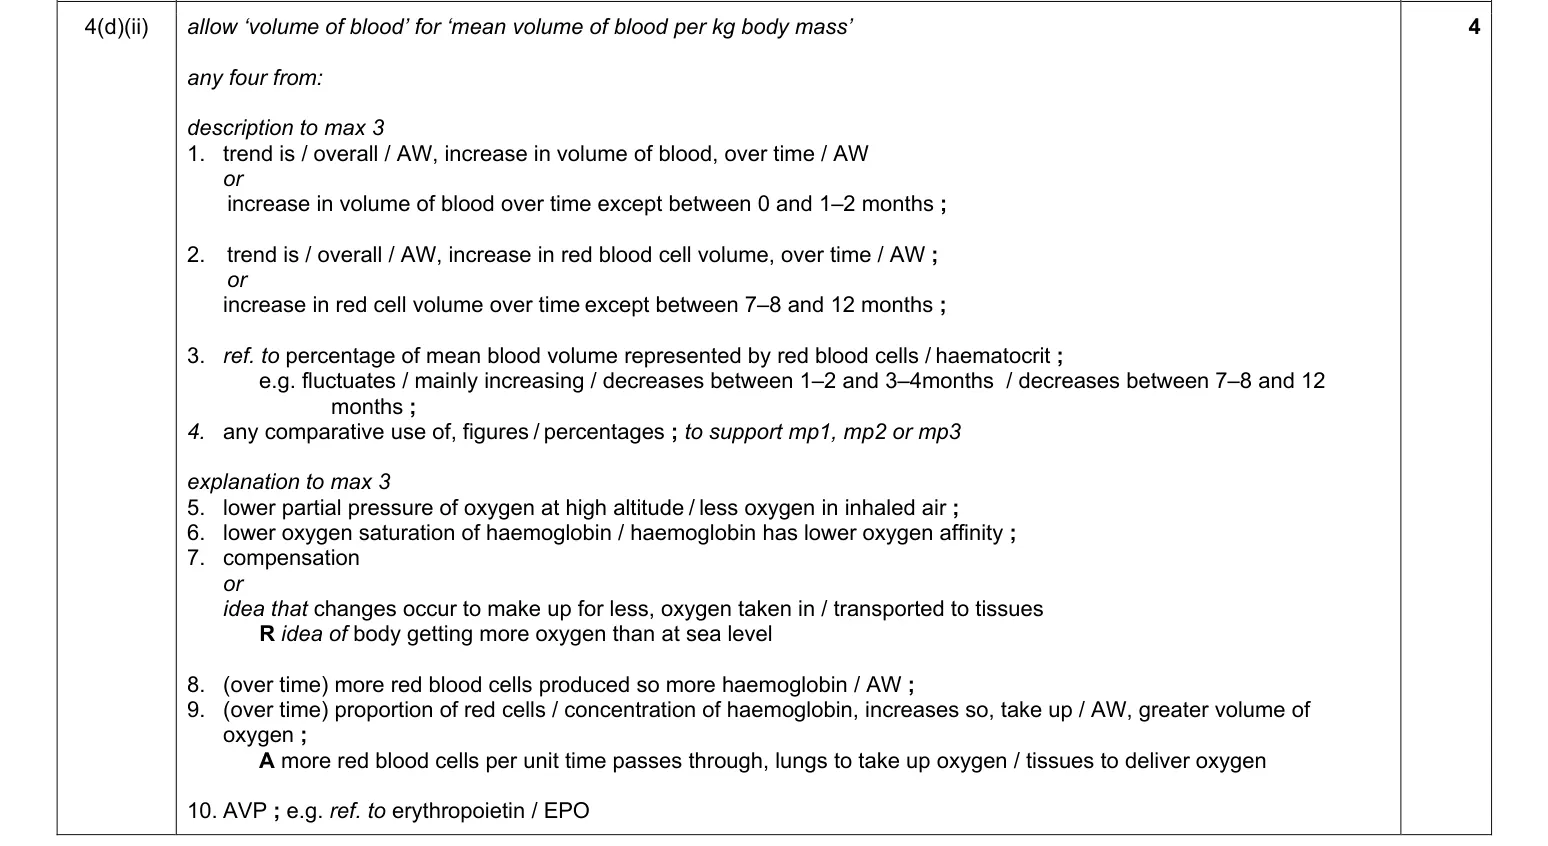 4(d)(ii)
allow ‘volume of blood’ for ‘mean volume of blood per kg body mass’
4
any four from:
description to max 3
1. trend is / overall / AW, increase in volume of blood, over time / AW
or
increase in volume of blood over time except between 0 and 1–2 months ;
2. trend is / overall / AW, increase in red blood cell volume, over time / AW ;
or
increase in red cell volume over time except between 7–8 and 12 months ;
3. ref. to percentage of mean blood volume represented by red blood cells / haematocrit ;
e.g. fluctuates / mainly increasing / decreases between 1–2 and 3–4months / decreases between 7–8 and 12
months ;
4. any comparative use of, figures / percentages ; to support mp1, mp2 or mp3
explanation to max 3
5. lower partial pressure of oxygen at high altitude / less oxygen in inhaled air ;
6. lower oxygen saturation of haemoglobin / haemoglobin has lower oxygen affinity ;
7. compensation
or
idea that changes occur to make up for less, oxygen taken in / transported to tissues
R idea of body getting more oxygen than at sea level
8. (over time) more red blood cells produced so more haemoglobin / AW ;
9. (over time) proportion of red cells / concentration of haemoglobin, increases so, take up / AW, greater volume of
oxygen ;
A more red blood cells per unit time passes through, lungs to take up oxygen / tissues to deliver oxygen
10. AVP ; e.g. ref. to erythropoietin / EPO